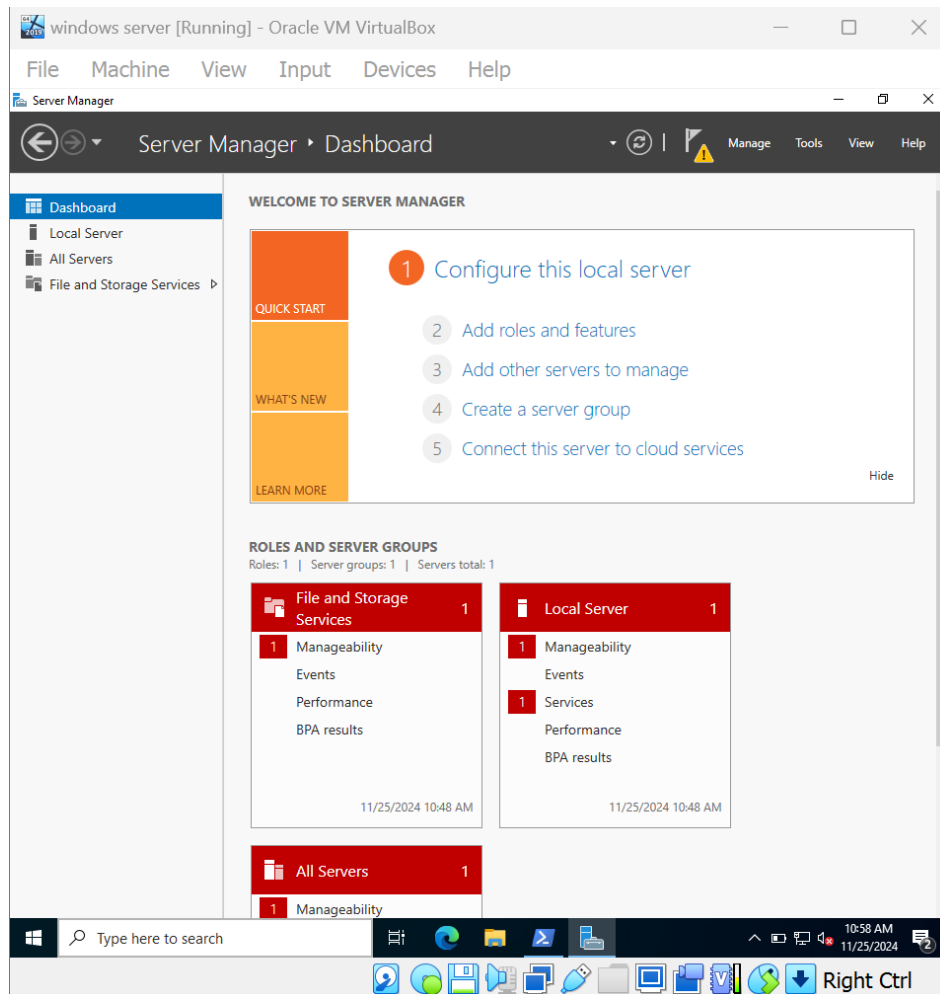 windows server [Running] - Oracle VM VirtualBox
File Machine View Input Devices Help
Server Manager
Server Manager ‣ Dashboard
Manage Tools View Help
Dashboard
Local Server
All Servers
File and Storage Services
WELCOME TO SERVER MANAGER
QUICK START
WHAT'S NEW
LEARN MORE
1 Configure this local server
2 Add roles and features
3 Add other servers to manage
4 Create a server group
5 Connect this server to cloud services
Hide
ROLES AND SERVER GROUPS
Roles: 1 | Server groups: 1 | Servers total: 1
File and Storage
Services
1
1 Manageability
Events
Performance
BPA results
11/25/2024 10:48 AM
Local Server 1
1 Manageability
Events
1 Services
Performance
BPA results
11/25/2024 10:48 AM
All Servers 1
1 Manageability
Type here to search
10:58 AM
11/25/2024
2
Right Ctrl